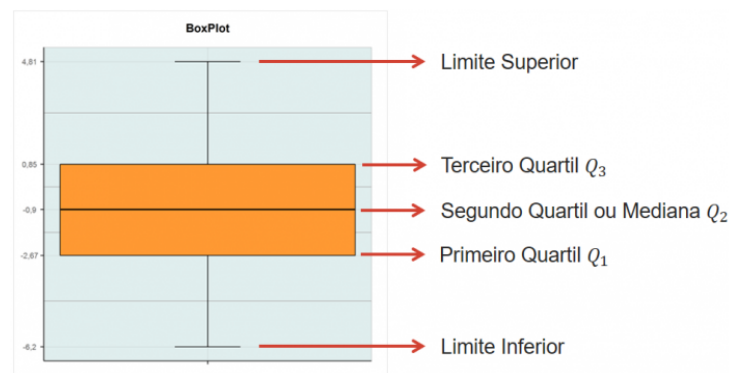 BoxPlot
4,81
Limite Superior
0,85
Terceiro Quartil Q₃
-0,9
Segundo Quartil ou Mediana Q₂
-2,67
Primeiro Quartil Q₁
-6,2
Limite Inferior